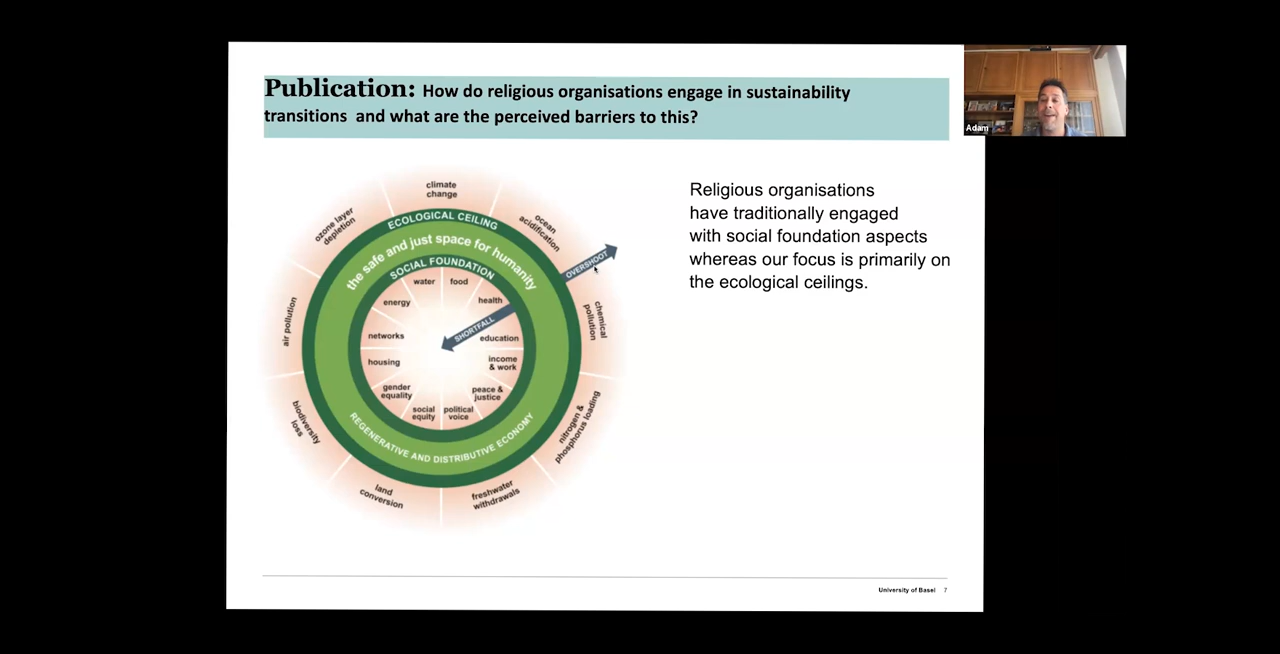 Publication: How do religious organisations engage in sustainability
transitions and what are the perceived barriers to this?
Adam
climate
change
ozone layer
depletion
ocean
acidification
ECOLOGICAL CEILING
the safe and just space for humanity
SOCIAL FOUNDATION
OVERSHOOT
water
food
energy
health
air pollution
chemical
pollution
SHORTFALL
networks
education
housing
income
& work
gender
equality
peace &
justice
social
equity
political
voice
biodiversity
loss
nitrogen &
phosphorus loading
REGENERATIVE AND DISTRIBUTIVE ECONOMY
land
conversion
freshwater
withdrawals
Religious organisations
have traditionally engaged
with social foundation aspects
whereas our focus is primarily on
the ecological ceilings.
University of Basel 7